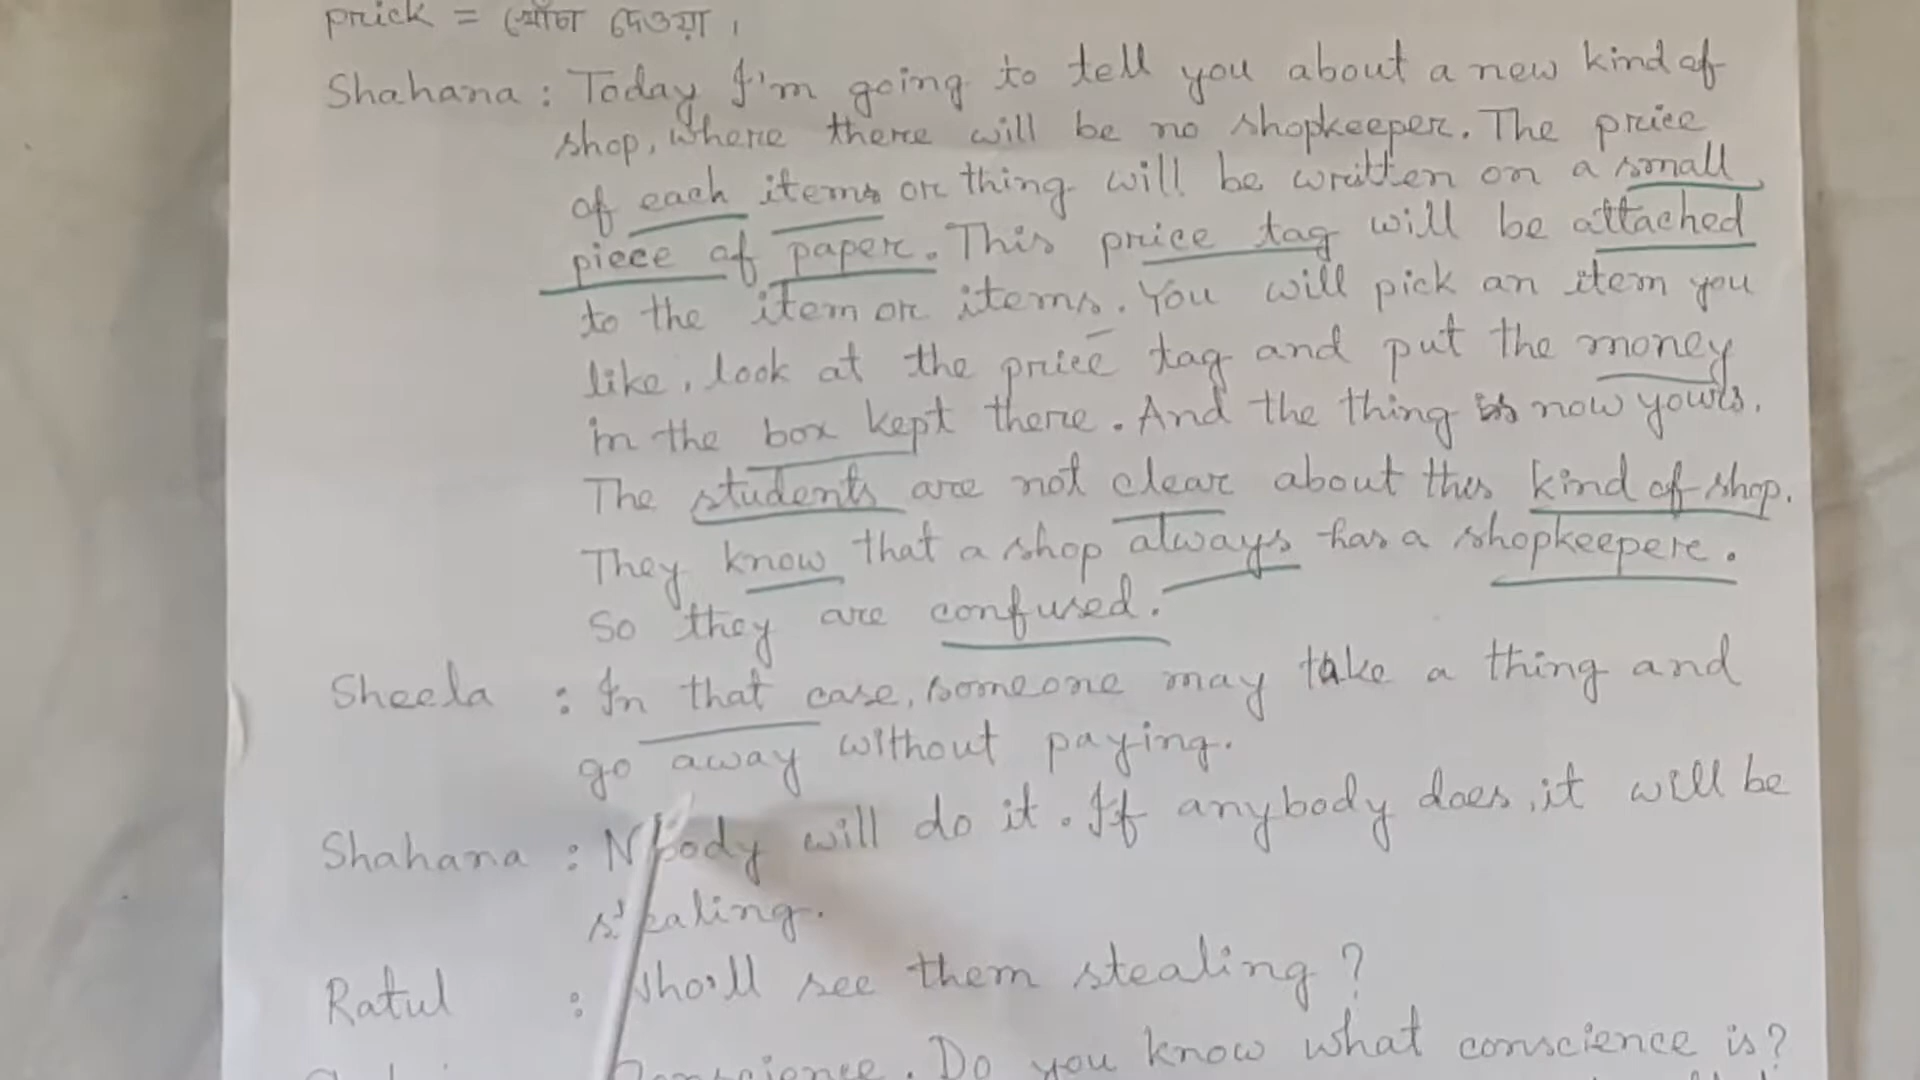 prick = খোঁচা দেওয়া।
Shahana : Today I'm going to tell you about a new kind of
shop, where there will be no shopkeeper. The price
of each items or thing will be written on a small
piece of paper. This price tag will be attached
to the item or items. You will pick an item you
like, look at the price tag and put the money
in the box kept there. And the thing is now yours.
The students are not clear about this kind of shop.
They know that a shop always has a shopkeepere.
So they are confused.
Sheela : In that case, someone may take a thing and
go away without paying.
Shahana : Nbody will do it. If anybody does, it will be
stealing.
Ratul : Who'll see them stealing?
Conscience. Do you know what conscience is?